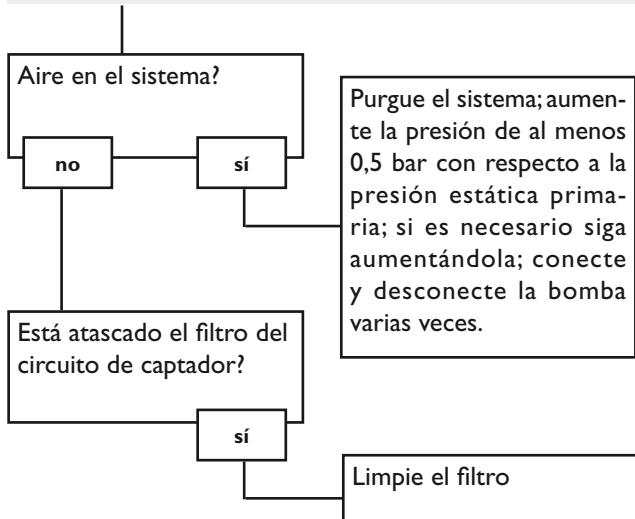 Aire en el sistema?
no
sí
Purgue el sistema; aumen-
te la presión de al menos
0,5 bar con respecto a la
presión estática prima-
ria; si es necesario siga
aumentándola; conecte
y desconecte la bomba
varias veces.
Está atascado el filtro del
circuito de captador?
sí
Limpie el filtro